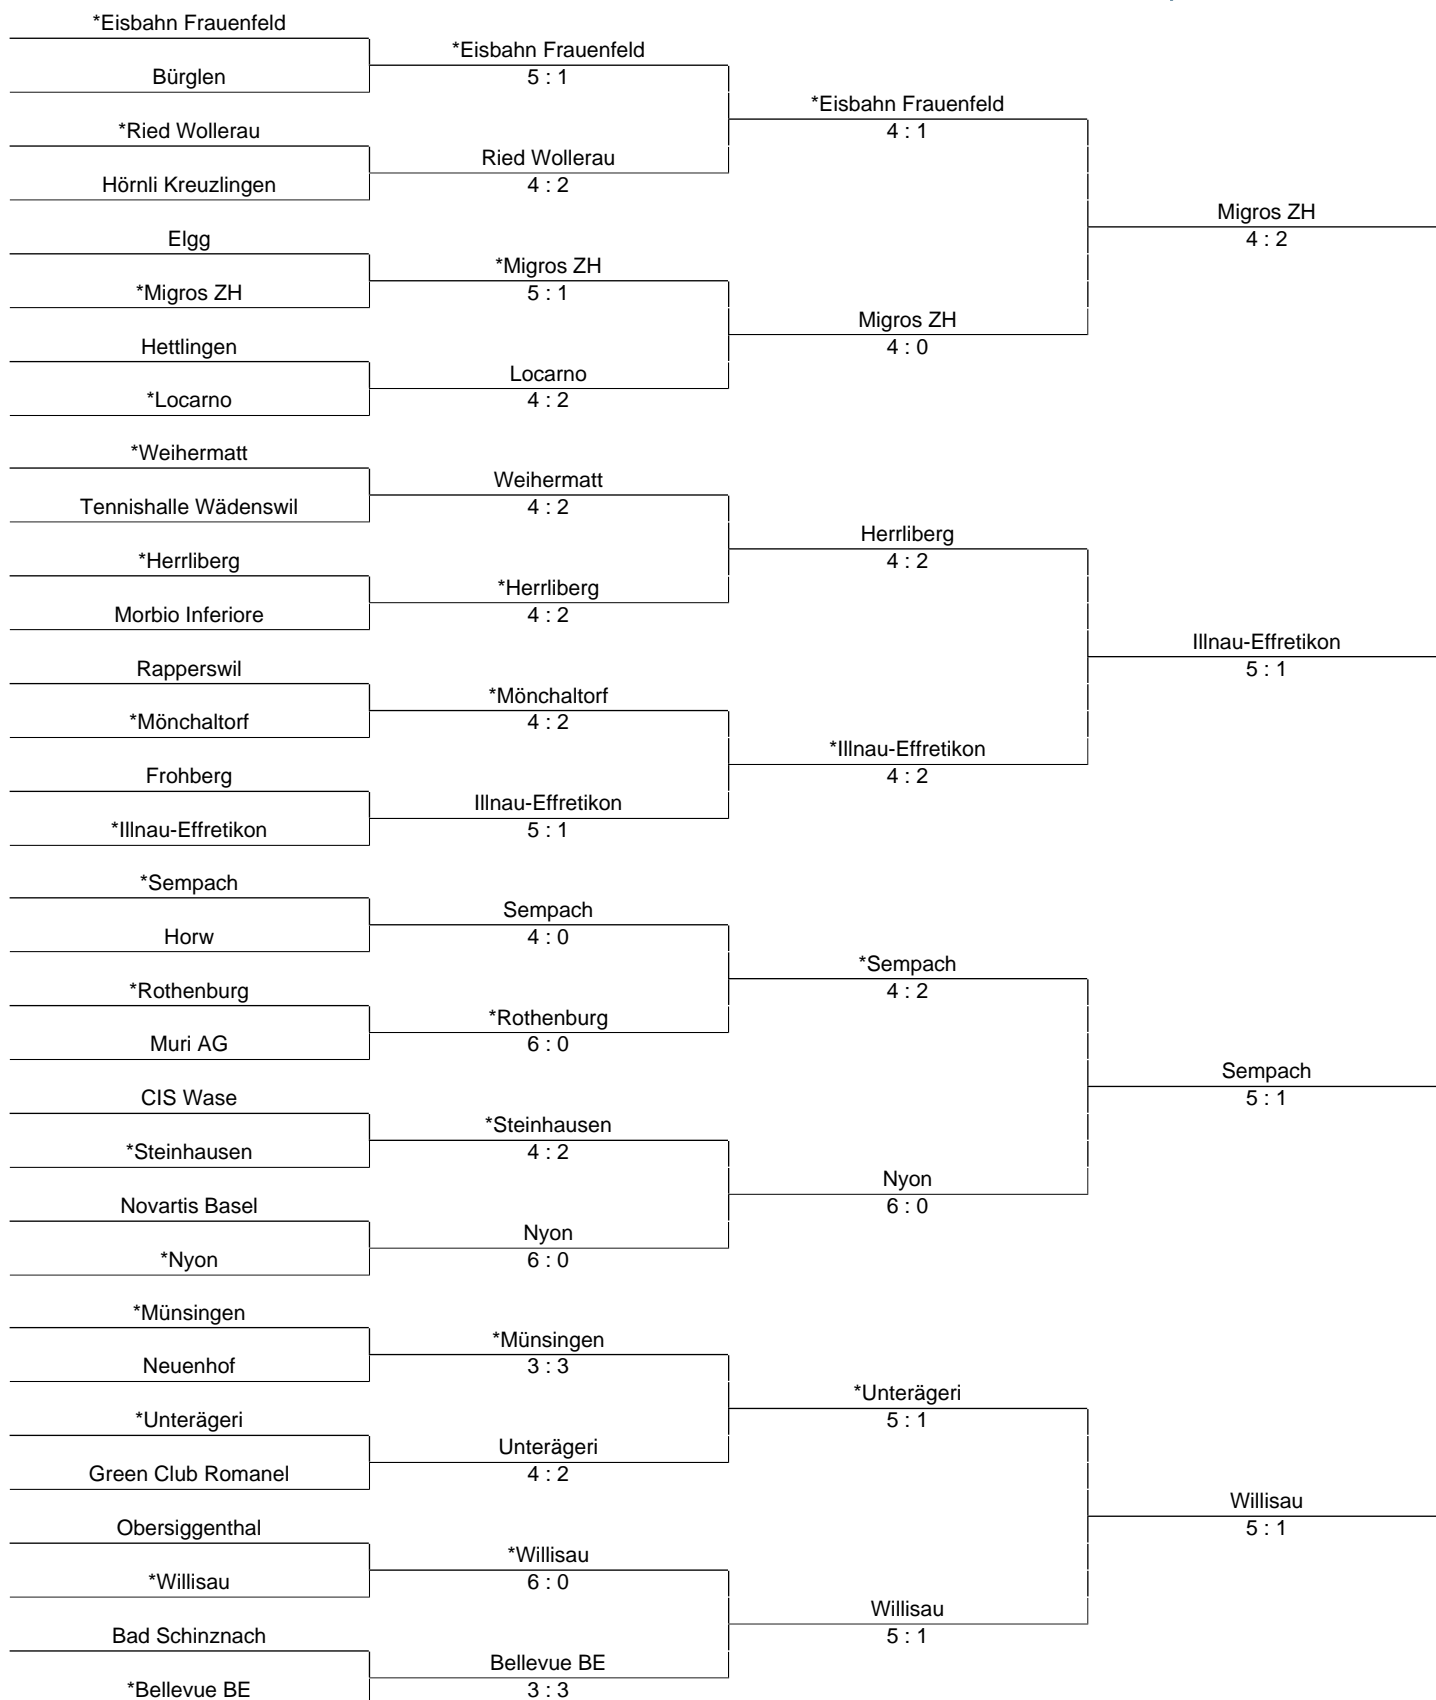 *Eisbahn Frauenfeld
Bürglen
*Ried Wollerau
Hörnli Kreuzlingen
Elgg
*Migros ZH
Hettlingen
*Locarno
*Weihermatt
Tennishalle Wädenswil
*Herrliberg
Morbio Inferiore
Rapperswil
*Mönchaltorf
Frohberg
*Illnau-Effretikon
*Sempach
Horw
*Rothenburg
Muri AG
CIS Wase
*Steinhausen
Novartis Basel
*Nyon
*Münsingen
Neuenhof
*Unterägeri
Green Club Romanel
Obersiggenthal
*Willisau
Bad Schinznach
*Bellevue BE
*Eisbahn Frauenfeld
5 : 1
Ried Wollerau
4 : 2
*Migros ZH
5 : 1
Locarno
4 : 2
Weihermatt
4 : 2
*Herrliberg
4 : 2
*Mönchaltorf
4 : 2
Illnau-Effretikon
5 : 1
Sempach
4 : 0
*Rothenburg
6 : 0
*Steinhausen
4 : 2
Nyon
6 : 0
*Münsingen
3 : 3
Unterägeri
4 : 2
*Willisau
6 : 0
Bellevue BE
3 : 3
*Eisbahn Frauenfeld
4 : 1
Migros ZH
4 : 0
Herrliberg
4 : 2
*Illnau-Effretikon
4 : 2
*Sempach
4 : 2
Nyon
6 : 0
*Unterägeri
5 : 1
Willisau
5 : 1
Migros ZH
4 : 2
Illnau-Effretikon
5 : 1
Sempach
5 : 1
Willisau
5 : 1